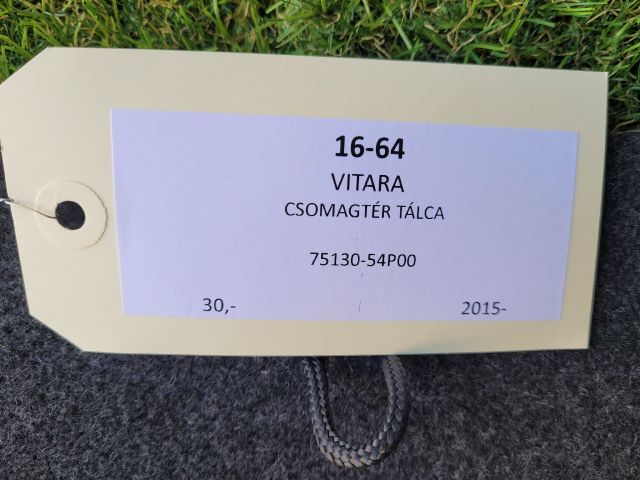 16-64
VITARA
CSOMAGTÉR TÁLCA
75130-54P00
30,- 2015-